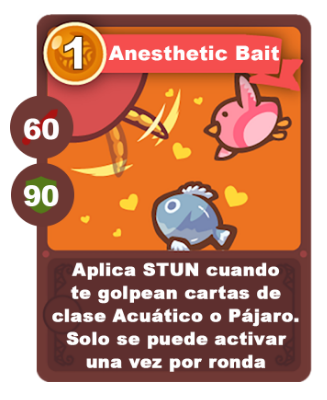 1
Anesthetic Bait
60
90
Aplica STUN cuando
te golpean cartas de
clase Acuático o Pájaro.
Solo se puede activar
una vez por ronda